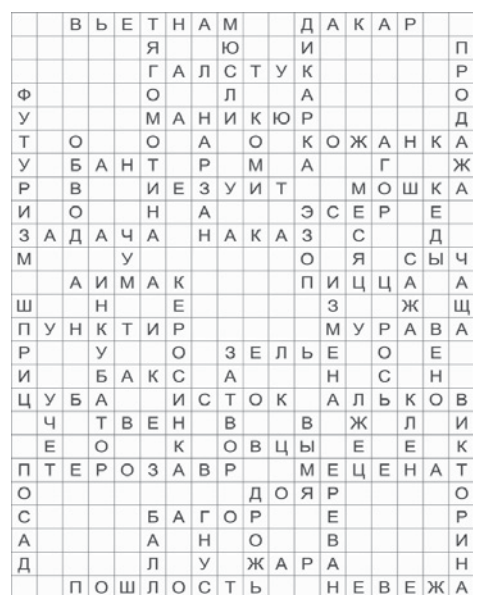 ВЬЕТНАМ ДАКАР
Я Ю И П
ГАЛСТУК Р
Ф О Л А О
У МАНИКЮР Д
Т О О А О КОЖАНКА
У БАНТ Р М А Г Ж
Р В ИЕЗУИТ МОШКА
И О Н А ЭСЕР Е
ЗАДАЧА НАКАЗ С Д
М У О Я СЫЧ
АИМАК ПИЦЦА А
Ш Н Е З Ж Щ
ПУНКТИР МУРАВА
Р У О ЗЕЛЬЕ О Е
И БАКС А Н С Н
ЦУБА ИСТОК АЛЬКОВ
Ч ТВЕН В В Ж Л И
Е О К ОВЦЫ Е Е К
ПТЕРОЗАВР МЕЦЕНАТ
О ДОЯР О
С БАГОР Е Р
А А Н О В И
Д Л У ЖАРА Н
ПОШЛОСТЬ НЕВЕЖА